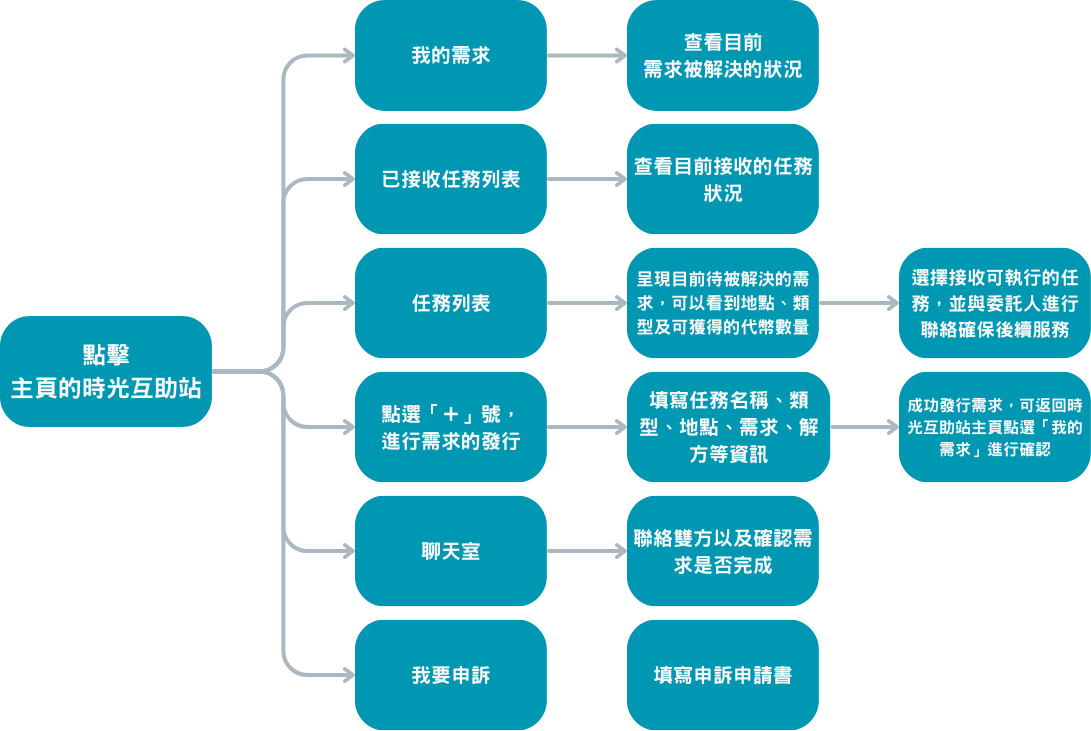 點擊
主頁的時光互助站
我的需求
查看目前
需求被解決的狀況
已接收任務列表
查看目前接收的任務
狀況
任務列表
呈現目前待被解決的需
求，可以看到地點、類
型及可獲得的代幣數量
選擇接收可執行的任
務，並與委託人進行
聯絡確保後續服務
點選「＋」號，
進行需求的發行
填寫任務名稱、類
型、地點、需求、解
方等資訊
成功發行需求，可返回時
光互助站主頁點選「我的
需求」進行確認
聊天室
聯絡雙方以及確認需
求是否完成
我要申訴
填寫申訴申請書